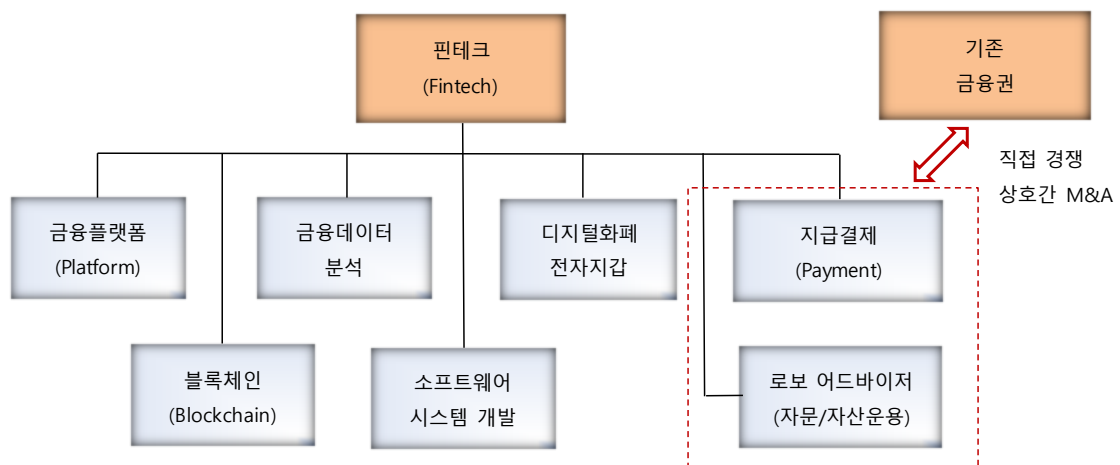 핀테크
(Fintech)
기존
금융권
직접 경쟁
상호간 M&A
금융플랫폼
(Platform)
금융데이터
분석
디지털화폐
전자지갑
지급결제
(Payment)
블록체인
(Blockchain)
소프트웨어
시스템 개발
로보 어드바이저
(자문/자산운용)